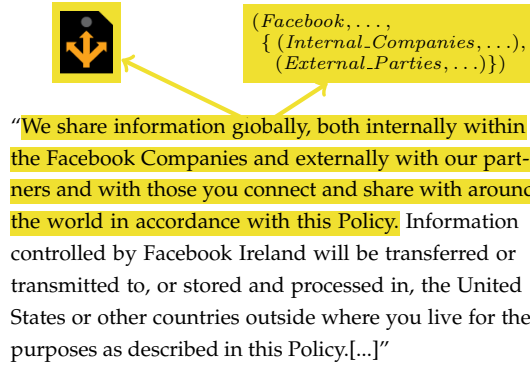 (Facebook, . . . ,
{ (Internal_Companies, . . .),
(External_Parties, . . .)})
“We share information globally, both internally within
the Facebook Companies and externally with our part-
ners and with those you connect and share with around
the world in accordance with this Policy. Information
controlled by Facebook Ireland will be transferred or
transmitted to, or stored and processed in, the United
States or other countries outside where you live for the
purposes as described in this Policy.[...]”